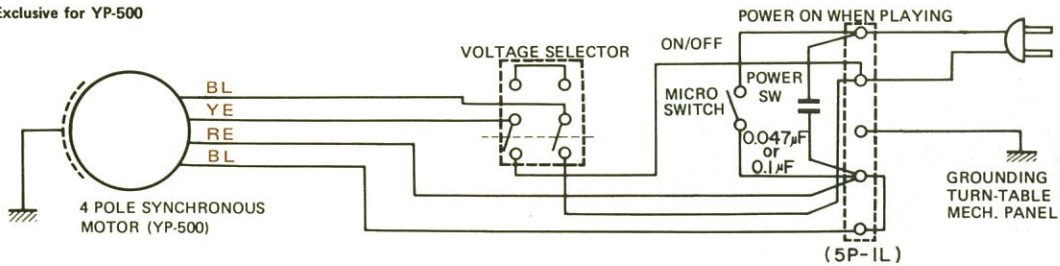 Exclusive for YP-500
POWER ON WHEN PLAYING
VOLTAGE SELECTOR
ON/OFF
BL
YE
RE
BL
MICRO
SWITCH
POWER
SW
0.047μF
or
0.1μF
4 POLE SYNCHRONOUS
MOTOR (YP-500)
GROUNDING
TURN-TABLE
MECH. PANEL
(5P-IL)